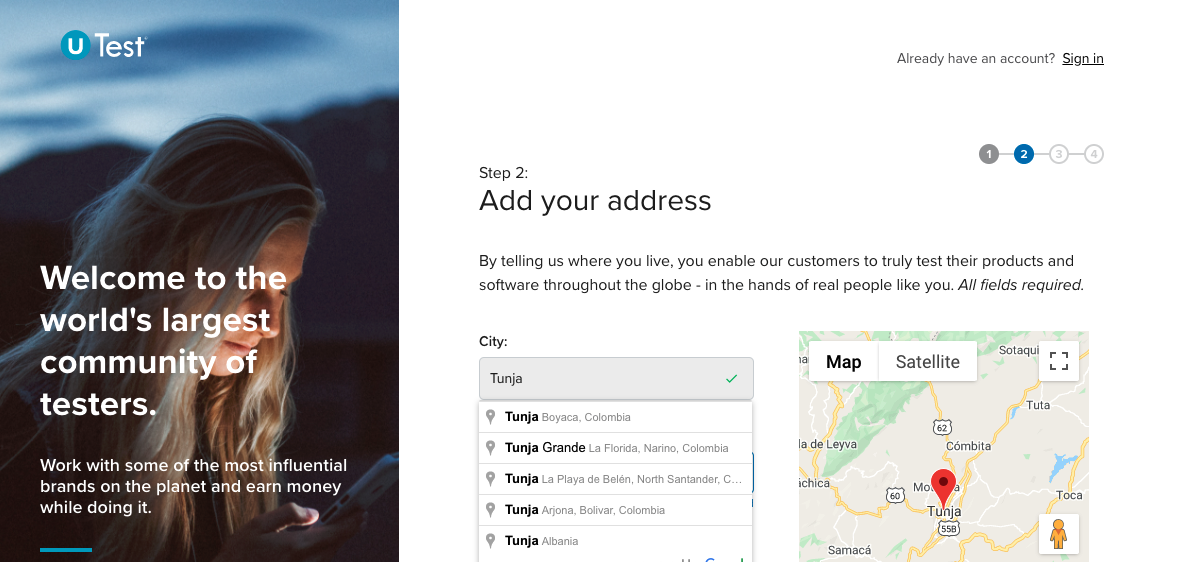 U Test
Already have an account? Sign in
1 2 3 4
Step 2:
Add your address
By telling us where you live, you enable our customers to truly test their products and
software throughout the globe - in the hands of real people like you. All fields required.
City:
Tunja
Tunja Boyaca, Colombia
Tunja Grande La Florida, Narino, Colombia
Tunja La Playa de Belén, North Santander, C...
Tunja Arjona, Bolivar, Colombia
Tunja Albania
Welcome to the
world's largest
community of
testers.
Work with some of the most influential
brands on the planet and earn money
while doing it.
Map Satellite
Sotaqui
Tuta
62
la de Leyva
Cómbita
áchica
60
Toca
Tunja
55B
Samacá